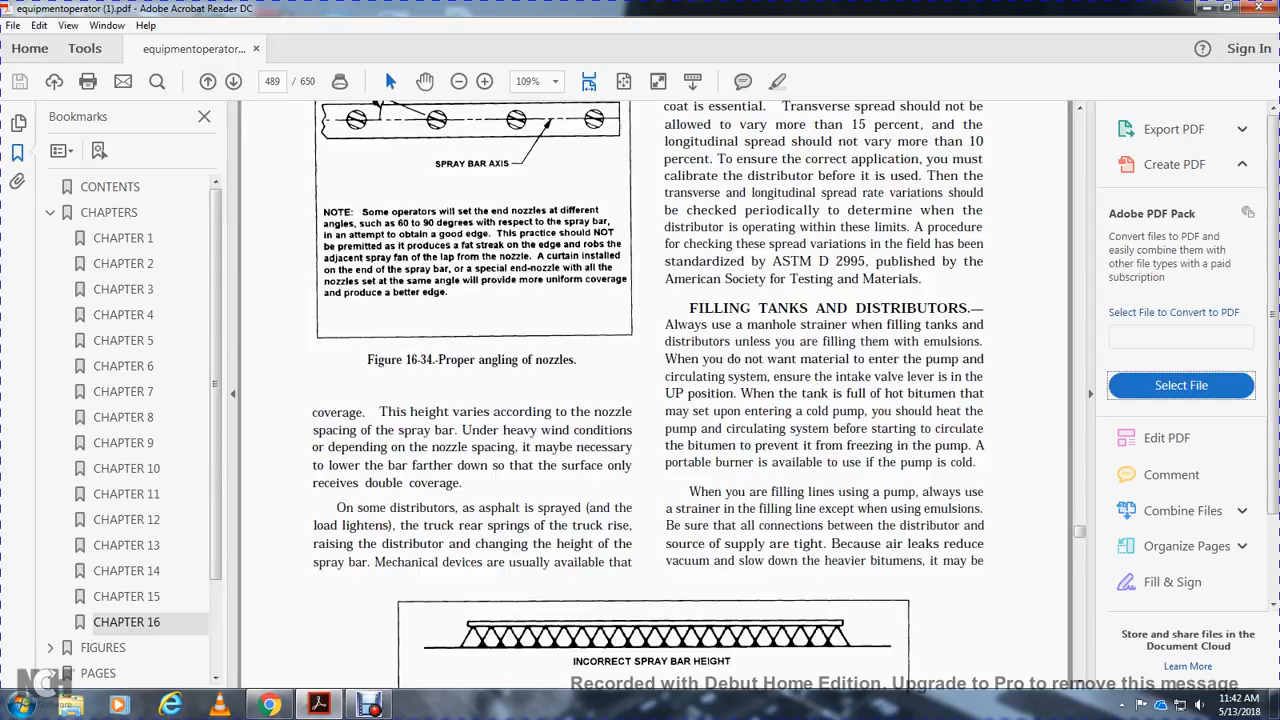 equipmentoperator (1).pdf - Adobe Acrobat Reader DC
File Edit View Window Help
Home Tools equipmentoperator... × Sign In
489 / 650 109%
Bookmarks
CONTENTS
CHAPTERS
CHAPTER 1
CHAPTER 2
CHAPTER 3
CHAPTER 4
CHAPTER 5
CHAPTER 6
CHAPTER 7
CHAPTER 8
CHAPTER 9
CHAPTER 10
CHAPTER 11
CHAPTER 12
CHAPTER 13
CHAPTER 14
CHAPTER 15
CHAPTER 16
FIGURES
PAGES
SPRAY BAR AXIS
NOTE: Some operators will set the end nozzles at different
angles, such as 60 to 90 degrees with respect to the spray bar,
in an attempt to obtain a good edge. This practice should NOT
be premitted as it produces a fat streak on the edge and robs the
adjacent spray fan of the lap from the nozzle. A curtain installed
on the end of the spray bar, or a special end-nozzle with all the
nozzles set at the same angle will provide more uniform coverage
and produce a better edge.
Figure 16-34.-Proper angling of nozzles.
coverage. This height varies according to the nozzle
spacing of the spray bar. Under heavy wind conditions
or depending on the nozzle spacing, it maybe necessary
to lower the bar farther down so that the surface only
receives double coverage.
On some distributors, as asphalt is sprayed (and the
load lightens), the truck rear springs of the truck rise,
raising the distributor and changing the height of the
spray bar. Mechanical devices are usually available that
coat is essential. Transverse spread should not be
allowed to vary more than 15 percent, and the
longitudinal spread should not vary more than 10
percent. To ensure the correct application, you must
calibrate the distributor before it is used. Then the
transverse and longitudinal spread rate variations should
be checked periodically to determine when the
distributor is operating within these limits. A procedure
for checking these spread variations in the field has been
standardized by ASTM D 2995, published by the
American Society for Testing and Materials.
FILLING TANKS AND DISTRIBUTORS.—
Always use a manhole strainer when filling tanks and
distributors unless you are filling them with emulsions.
When you do not want material to enter the pump and
circulating system, ensure the intake valve lever is in the
UP position. When the tank is full of hot bitumen that
may set upon entering a cold pump, you should heat the
pump and circulating system before starting to circulate
the bitumen to prevent it from freezing in the pump. A
portable burner is available to use if the pump is cold.
When you are filling lines using a pump, always use
a strainer in the filling line except when using emulsions.
Be sure that all connections between the distributor and
source of supply are tight. Because air leaks reduce
vacuum and slow down the heavier bitumens, it may be
INCORRECT SPRAY BAR HEIGHT
Export PDF
Create PDF
Adobe PDF Pack
Convert files to PDF and
easily combine them with
other file types with a paid
subscription
Select File to Convert to PDF
Select File
Edit PDF
Comment
Combine Files
Organize Pages
Fill & Sign
Store and share files in the
Document Cloud
Learn More
NCH Software
Recorded with Debut Home Edition. Upgrade to Pro to remove this message
11:42 AM
5/13/2018